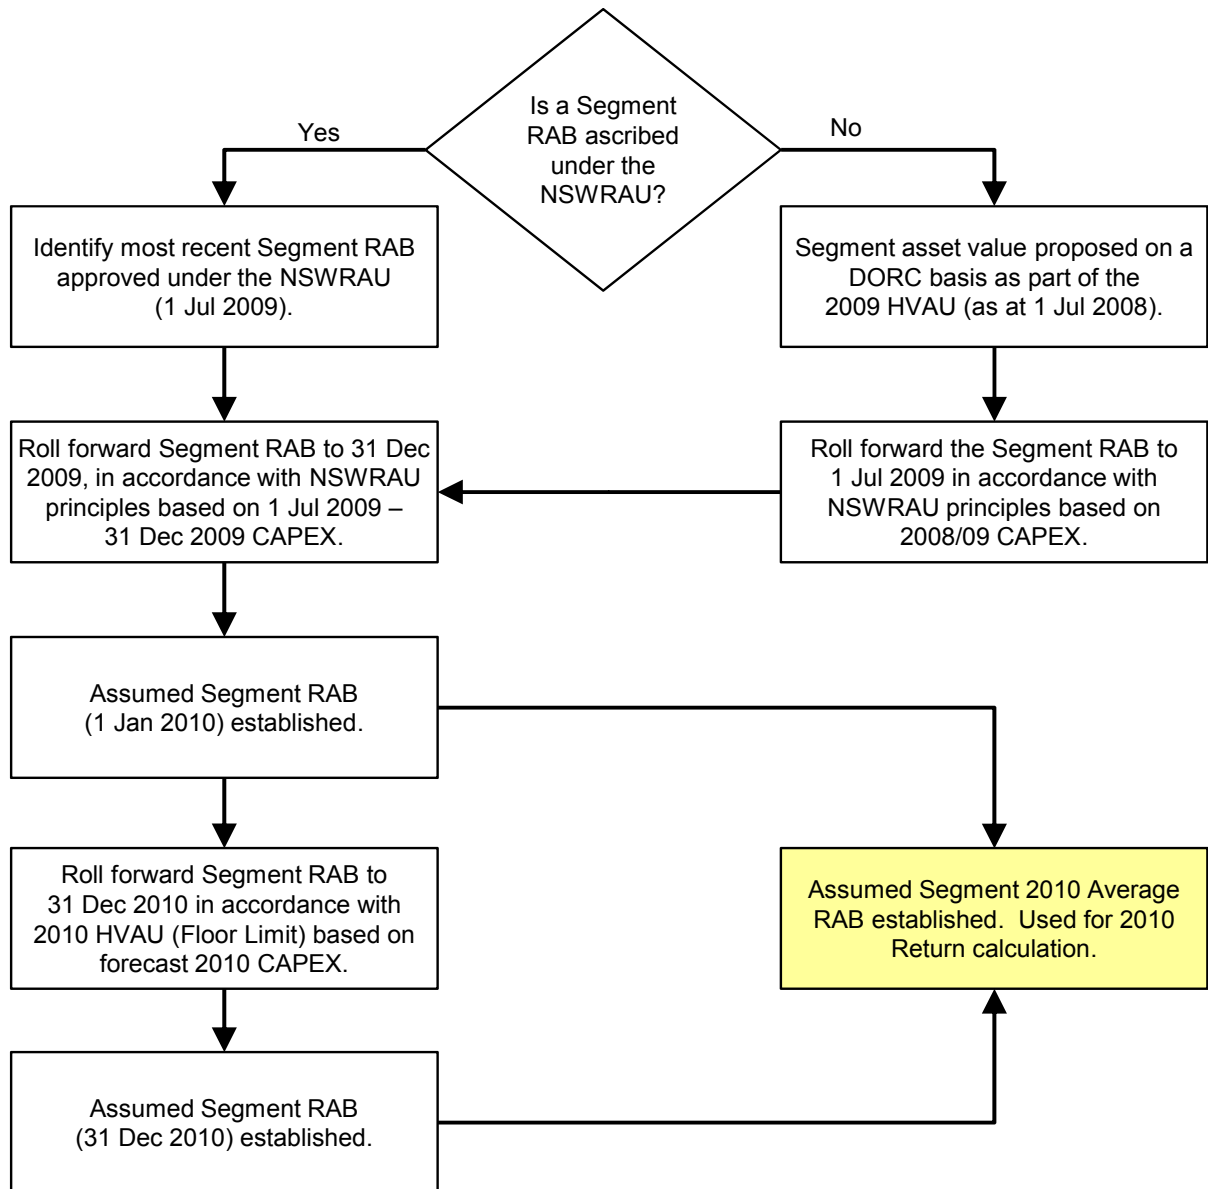 Is a Segment
RAB ascribed
under the
NSWRAU?
Yes
No
Identify most recent Segment RAB
approved under the NSWRAU
(1 Jul 2009).
Segment asset value proposed on a
DORC basis as part of the
2009 HVAU (as at 1 Jul 2008).
Roll forward Segment RAB to 31 Dec
2009, in accordance with NSWRAU
principles based on 1 Jul 2009 –
31 Dec 2009 CAPEX.
Roll forward the Segment RAB to
1 Jul 2009 in accordance with
NSWRAU principles based on
2008/09 CAPEX.
Assumed Segment RAB
(1 Jan 2010) established.
Roll forward Segment RAB to
31 Dec 2010 in accordance with
2010 HVAU (Floor Limit) based on
forecast 2010 CAPEX.
Assumed Segment 2010 Average
RAB established.  Used for 2010
Return calculation.
Assumed Segment RAB
(31 Dec 2010) established.